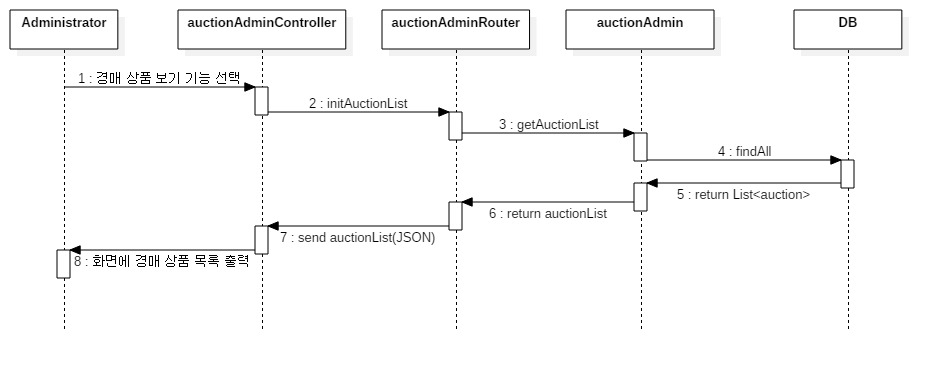 Administrator
auctionAdminController
auctionAdminRouter
auctionAdmin
DB
1 : 경매 상품 보기 기능 선택
2 : initAuctionList
3 : getAuctionList
4 : findAll
5 : return List<auction>
6 : return auctionList
7 : send auctionList(JSON)
8 : 화면에 경매 상품 목록 출력